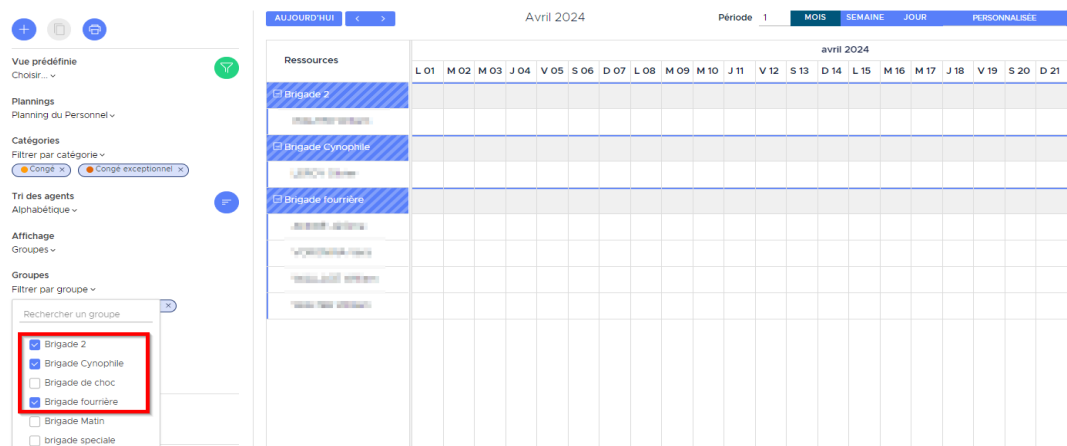 AUJOURD'HUI < >
Avril 2024
Période 1 MOIS SEMAINE JOUR PERSONNALISÉE
Vue prédéfinie
Choisir...
Plannings
Planning du Personnel
Catégories
Filtrer par catégorie
Congé × Congé exceptionnel ×
Tri des agents
Alphabétique
Affichage
Groupes
Groupes
Filtrer par groupe
×
Rechercher un groupe
Brigade 2
Brigade Cynophile
Brigade de choc
Brigade fourrière
Brigade Matin
brigade speciale
Ressources
avril 2024
L 01 M 02 M 03 J 04 V 05 S 06 D 07 L 08 M 09 M 10 J 11 V 12 S 13 D 14 L 15 M 16 M 17 J 18 V 19 S 20 D 21
Brigade 2
Brigade Cynophile
Brigade fourrière